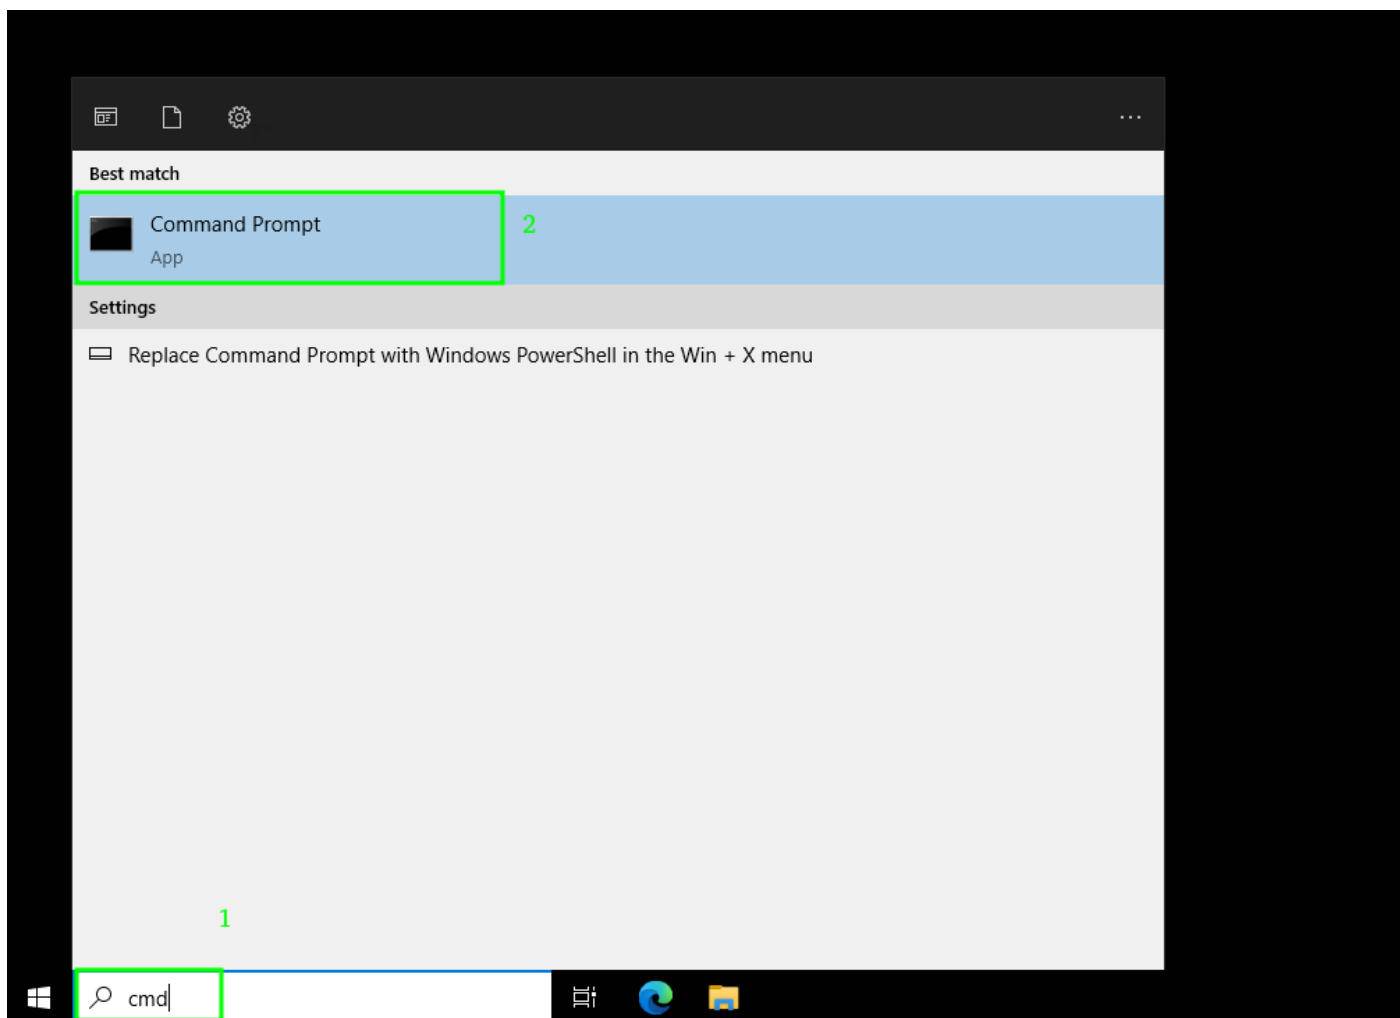 ...
Best match
Command Prompt
2
App
Settings
Replace Command Prompt with Windows PowerShell in the Win + X menu
1
cmd